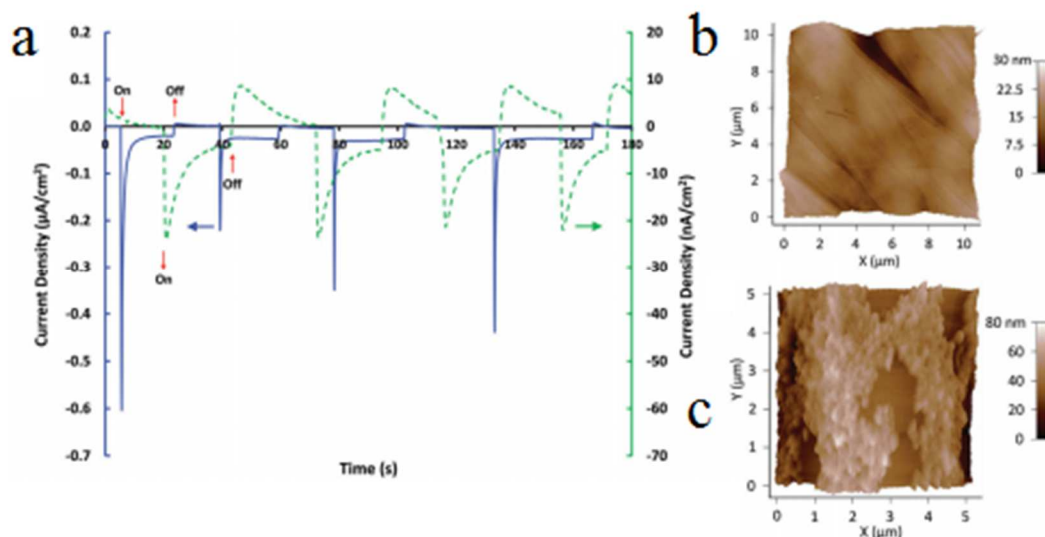 a
Current Density (μA/cm²)
0.2
0.1
0.0
-0.1
-0.2
-0.3
-0.4
-0.5
-0.6
-0.7
On
Off
On
Off
0 20 40 60 80 100 120 140 160 180
Time (s)
20
10
0
-10
-20
-30
-40
-50
-60
-70
Current Density (nA/cm²)
b
Y (μm)
10
8
6
4
2
0
0 2 4 6 8 10
X (μm)
30 nm
22.5
15
7.5
0
c
Y (μm)
5
4
3
2
1
0
0 1 2 3 4 5
X (μm)
80 nm
60
40
20
0